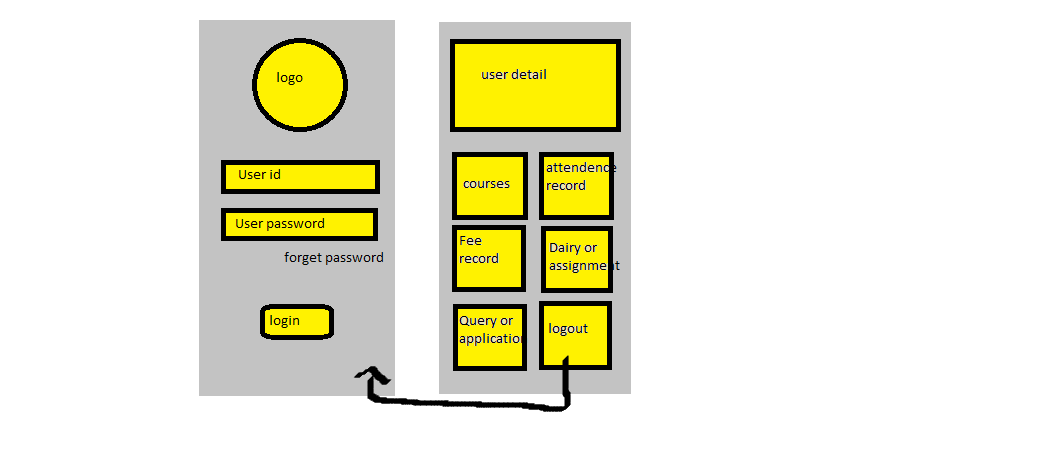 logo
User id
User password
forget password
login
user detail
courses
attendence
record
Fee
record
Dairy or
assignment
Query or
applicatio
logout